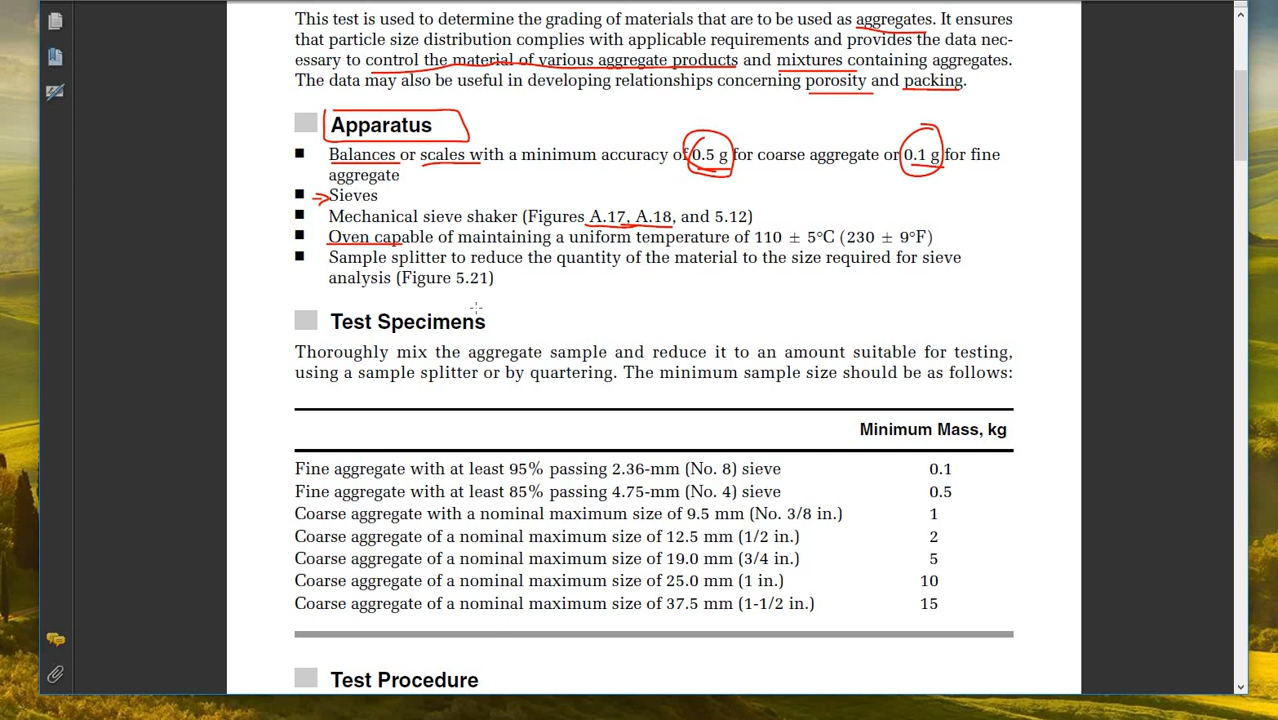 This test is used to determine the grading of materials that are to be used as aggregates. It ensures
that particle size distribution complies with applicable requirements and provides the data nec-
essary to control the material of various aggregate products and mixtures containing aggregates.
The data may also be useful in developing relationships concerning porosity and packing.
Apparatus
■ Balances or scales with a minimum accuracy of 0.5 g for coarse aggregate or 0.1 g for fine
aggregate
■ Sieves
■ Mechanical sieve shaker (Figures A.17, A.18, and 5.12)
■ Oven capable of maintaining a uniform temperature of 110 ± 5°C (230 ± 9°F)
■ Sample splitter to reduce the quantity of the material to the size required for sieve
analysis (Figure 5.21)
Test Specimens
Thoroughly mix the aggregate sample and reduce it to an amount suitable for testing,
using a sample splitter or by quartering. The minimum sample size should be as follows:
Minimum Mass, kg
Fine aggregate with at least 95% passing 2.36-mm (No. 8) sieve 0.1
Fine aggregate with at least 85% passing 4.75-mm (No. 4) sieve 0.5
Coarse aggregate with a nominal maximum size of 9.5 mm (No. 3/8 in.) 1
Coarse aggregate of a nominal maximum size of 12.5 mm (1/2 in.) 2
Coarse aggregate of a nominal maximum size of 19.0 mm (3/4 in.) 5
Coarse aggregate of a nominal maximum size of 25.0 mm (1 in.) 10
Coarse aggregate of a nominal maximum size of 37.5 mm (1-1/2 in.) 15
Test Procedure